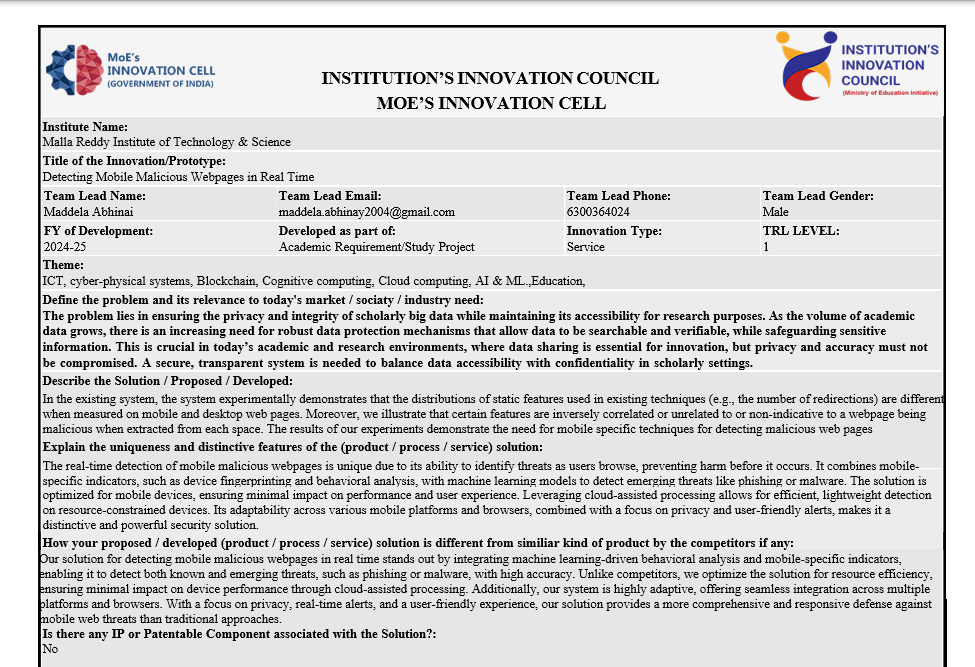 MoE's
INNOVATION CELL
(GOVERNMENT OF INDIA)
INSTITUTION'S INNOVATION COUNCIL
MOE'S INNOVATION CELL
INSTITUTION'S
INNOVATION
COUNCIL
(Ministry of Education Initiative)
Institute Name:
Malla Reddy Institute of Technology & Science
Title of the Innovation/Prototype:
Detecting Mobile Malicious Webpages in Real Time
Team Lead Name: Team Lead Email: Team Lead Phone: Team Lead Gender:
Maddela Abhinai maddela.abhinay2004@gmail.com 6300364024 Male
FY of Development: Developed as part of: Innovation Type: TRL LEVEL:
2024-25 Academic Requirement/Study Project Service 1
Theme:
ICT, cyber-physical systems, Blockchain, Cognitive computing, Cloud computing, AI & ML.,Education,
Define the problem and its relevance to today's market / sociaty / industry need:
The problem lies in ensuring the privacy and integrity of scholarly big data while maintaining its accessibility for research purposes. As the volume of academic
data grows, there is an increasing need for robust data protection mechanisms that allow data to be searchable and verifiable, while safeguarding sensitive
information. This is crucial in today's academic and research environments, where data sharing is essential for innovation, but privacy and accuracy must not
be compromised. A secure, transparent system is needed to balance data accessibility with confidentiality in scholarly settings.
Describe the Solution / Proposed / Developed:
In the existing system, the system experimentally demonstrates that the distributions of static features used in existing techniques (e.g., the number of redirections) are different
when measured on mobile and desktop web pages. Moreover, we illustrate that certain features are inversely correlated or unrelated to or non-indicative to a webpage being
malicious when extracted from each space. The results of our experiments demonstrate the need for mobile specific techniques for detecting malicious web pages
Explain the uniqueness and distinctive features of the (product / process / service) solution:
The real-time detection of mobile malicious webpages is unique due to its ability to identify threats as users browse, preventing harm before it occurs. It combines mobile-
specific indicators, such as device fingerprinting and behavioral analysis, with machine learning models to detect emerging threats like phishing or malware. The solution is
optimized for mobile devices, ensuring minimal impact on performance and user experience. Leveraging cloud-assisted processing allows for efficient, lightweight detection
on resource-constrained devices. Its adaptability across various mobile platforms and browsers, combined with a focus on privacy and user-friendly alerts, makes it a
distinctive and powerful security solution.
How your proposed / developed (product / process / service) solution is different from similiar kind of product by the competitors if any:
Our solution for detecting mobile malicious webpages in real time stands out by integrating machine learning-driven behavioral analysis and mobile-specific indicators,
enabling it to detect both known and emerging threats, such as phishing or malware, with high accuracy. Unlike competitors, we optimize the solution for resource efficiency,
ensuring minimal impact on device performance through cloud-assisted processing. Additionally, our system is highly adaptive, offering seamless integration across multiple
platforms and browsers. With a focus on privacy, real-time alerts, and a user-friendly experience, our solution provides a more comprehensive and responsive defense against
mobile web threats than traditional approaches.
Is there any IP or Patentable Component associated with the Solution?:
No